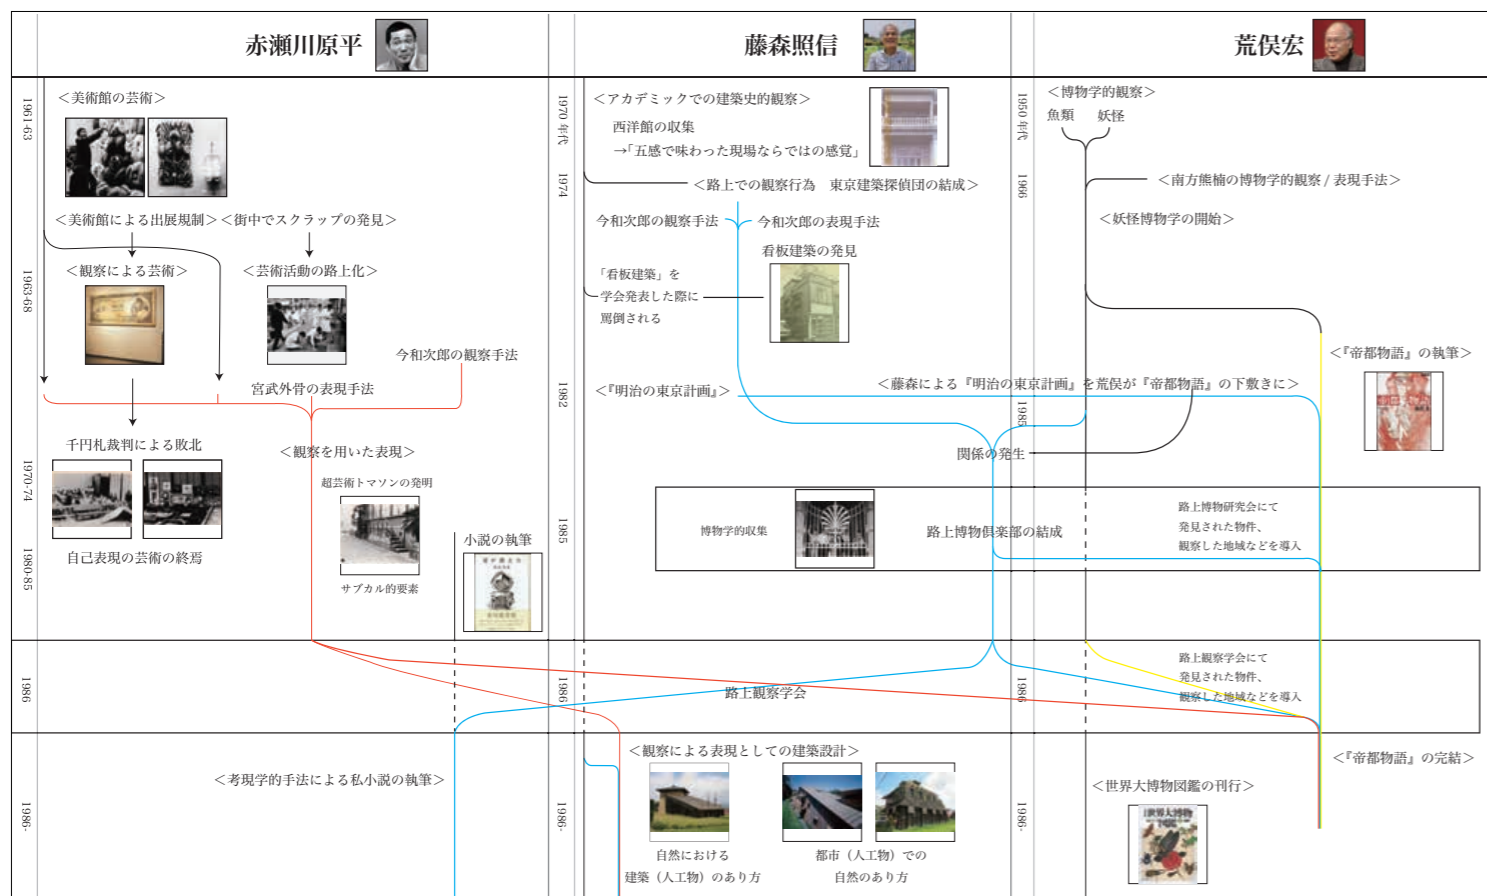 赤瀬川原平
藤森照信
荒俣宏
1961-63
＜美術館の芸術＞
＜美術館による出展規制＞
＜街中でスクラップの発見＞
1963-68
＜観察による芸術＞
＜芸術活動の路上化＞
今和次郎の観察手法
宮武外骨の表現手法
千円札裁判による敗北
＜観察を用いた表現＞
1970-74
超芸術トマソンの発明
小説の執筆
自己表現の芸術の終焉
1980-85
サブカル的要素
1986
＜考現学的手法による私小説の執筆＞
1986-
1970 年代
＜アカデミックでの建築史的観察＞
西洋館の収集
→「五感で味わった現場ならではの感覚」
1974
＜路上での観察行為　東京建築探偵団の結成＞
今和次郎の観察手法
今和次郎の表現手法
看板建築の発見
「看板建築」を
学会発表した際に
罵倒される
1982
＜『明治の東京計画』＞
＜藤森による『明治の東京計画』を荒俣が『帝都物語』の下敷きに＞
関係の発生
1985
博物学的収集
路上博物倶楽部の結成
1986
路上観察学会
＜観察による表現としての建築設計＞
1986-
自然における
建築（人工物）のあり方
都市（人工物）での
自然のあり方
1950 年代
＜博物学的観察＞
魚類
妖怪
1966
＜南方熊楠の博物学的観察 / 表現手法＞
＜妖怪博物学の開始＞
＜『帝都物語』の執筆＞
1985
路上博物研究会にて
発見された物件、
観察した地域などを導入
1986
路上観察学会にて
発見された物件、
観察した地域などを導入
＜『帝都物語』の完結＞
＜世界大博物図鑑の刊行＞
1986-
世界大博物
図鑑